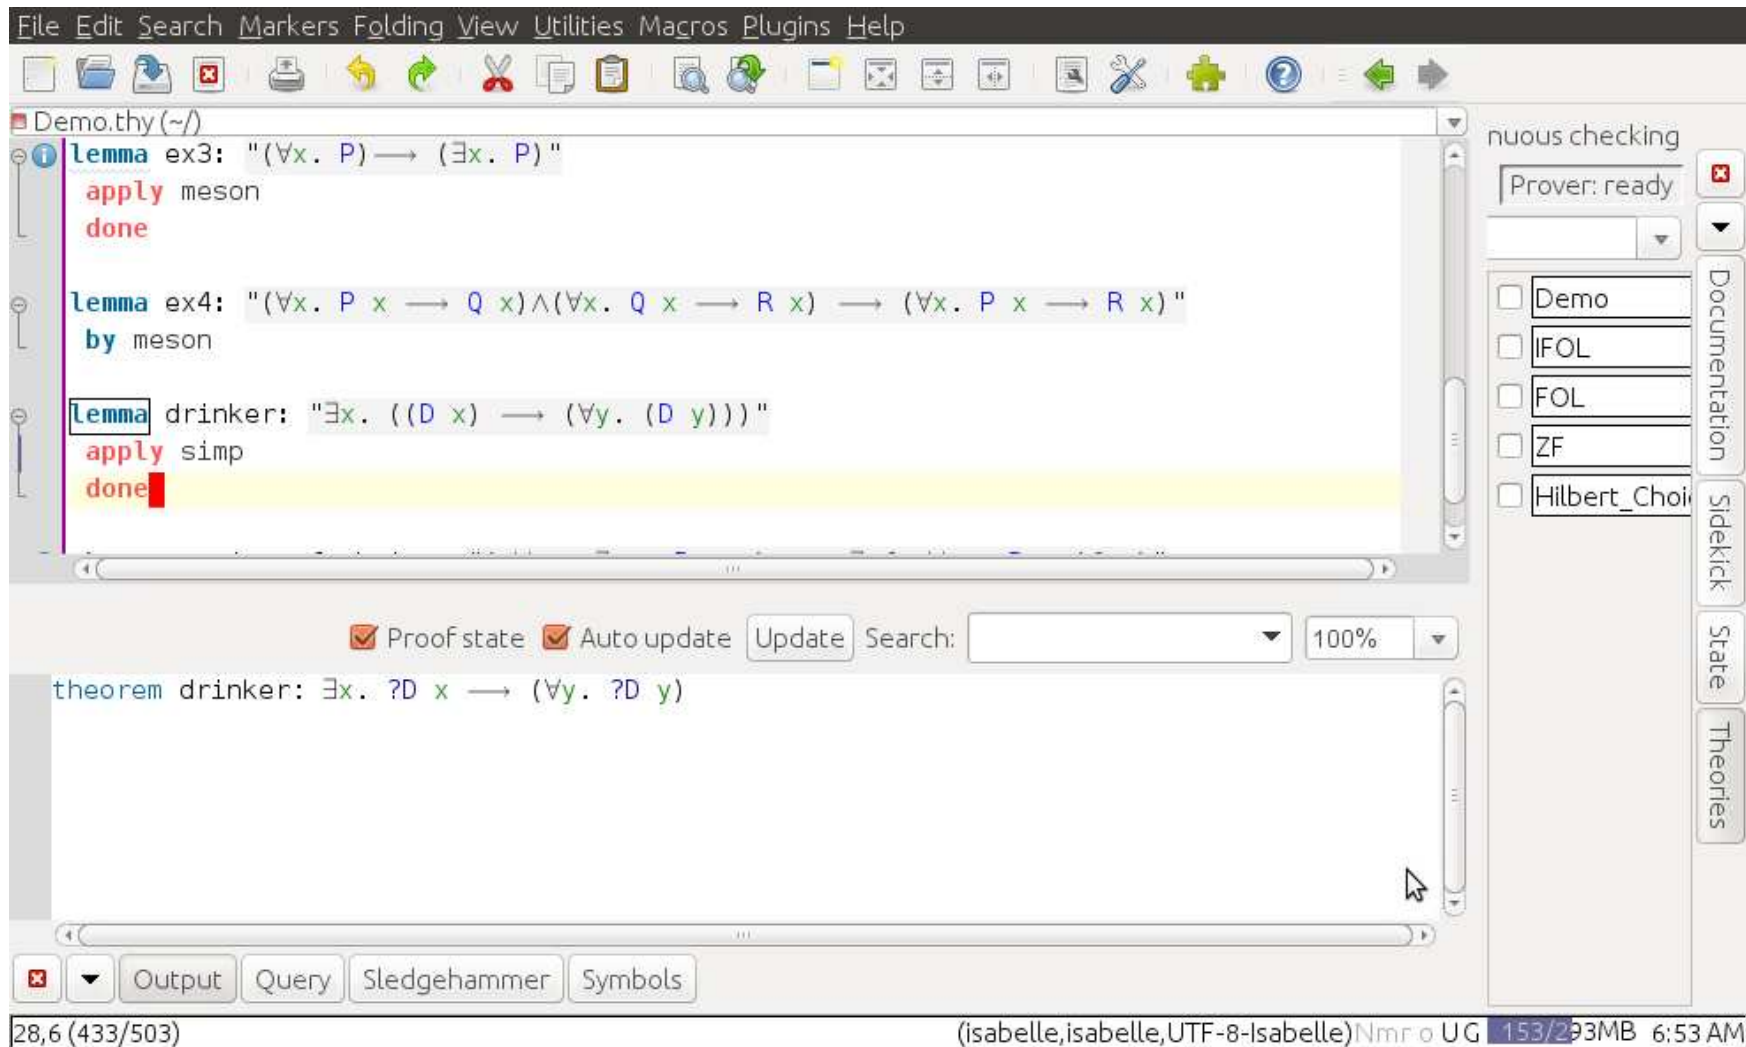 File Edit Search Markers Folding View Utilities Macros Plugins Help
Demo.thy (~/)
lemma ex3: "(∀x. P)⟶ (∃x. P)"
apply meson
done
lemma ex4: "(∀x. P x ⟶ Q x)∧(∀x. Q x ⟶ R x) ⟶ (∀x. P x ⟶ R x)"
by meson
lemma drinker: "∃x. ((D x) ⟶ (∀y. (D y)))"
apply simp
done
nuous checking
Prover: ready
Demo
IFOL
FOL
ZF
Hilbert_Choi
Documentation
Sidekick
State
Theories
Proof state Auto update Update Search: 100%
theorem drinker: ∃x. ?D x ⟶ (∀y. ?D y)
Output Query Sledgehammer Symbols
28,6 (433/503) (isabelle,isabelle,UTF-8-Isabelle)Nmr o UG 153/293MB 6:53 AM